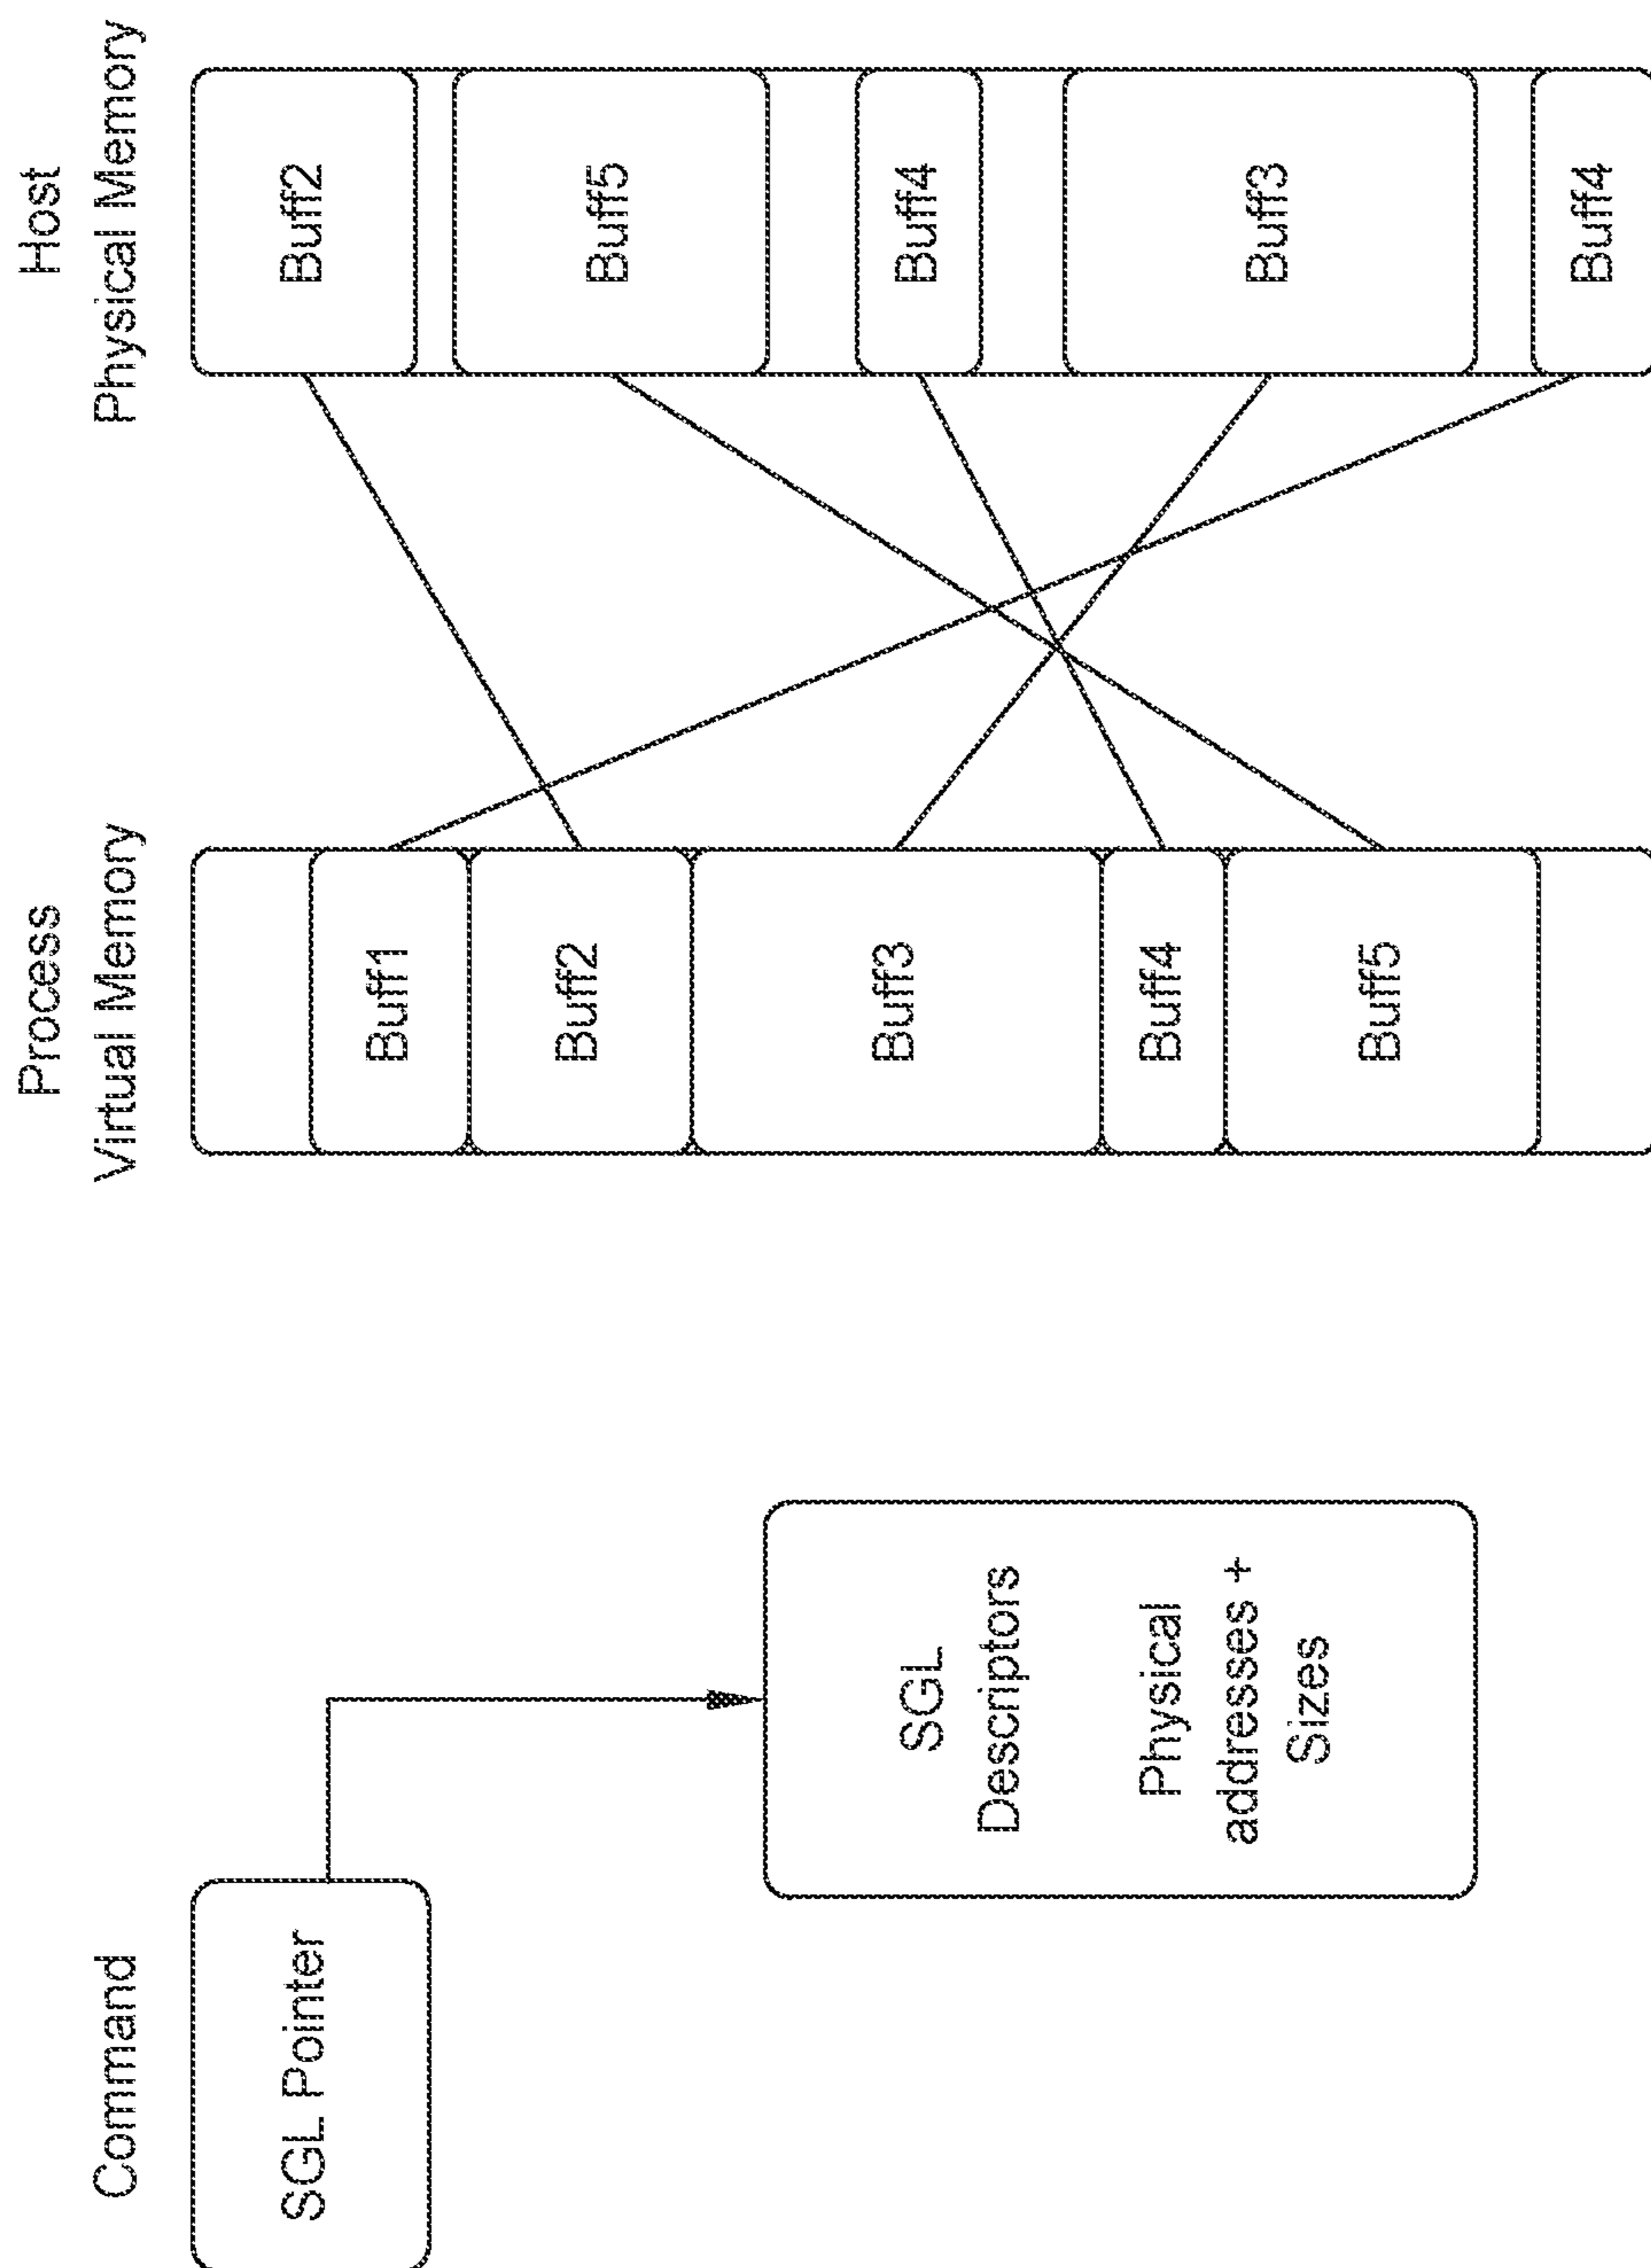 Command
SGL Pointer
SGL
Descriptors
Physical
addresses +
Sizes
Process
Virtual Memory
Buff1
Buff2
Buff3
Buff4
Buff5
Host
Physical Memory
Buff2
Buff5
Buff4
Buff3
Buff4